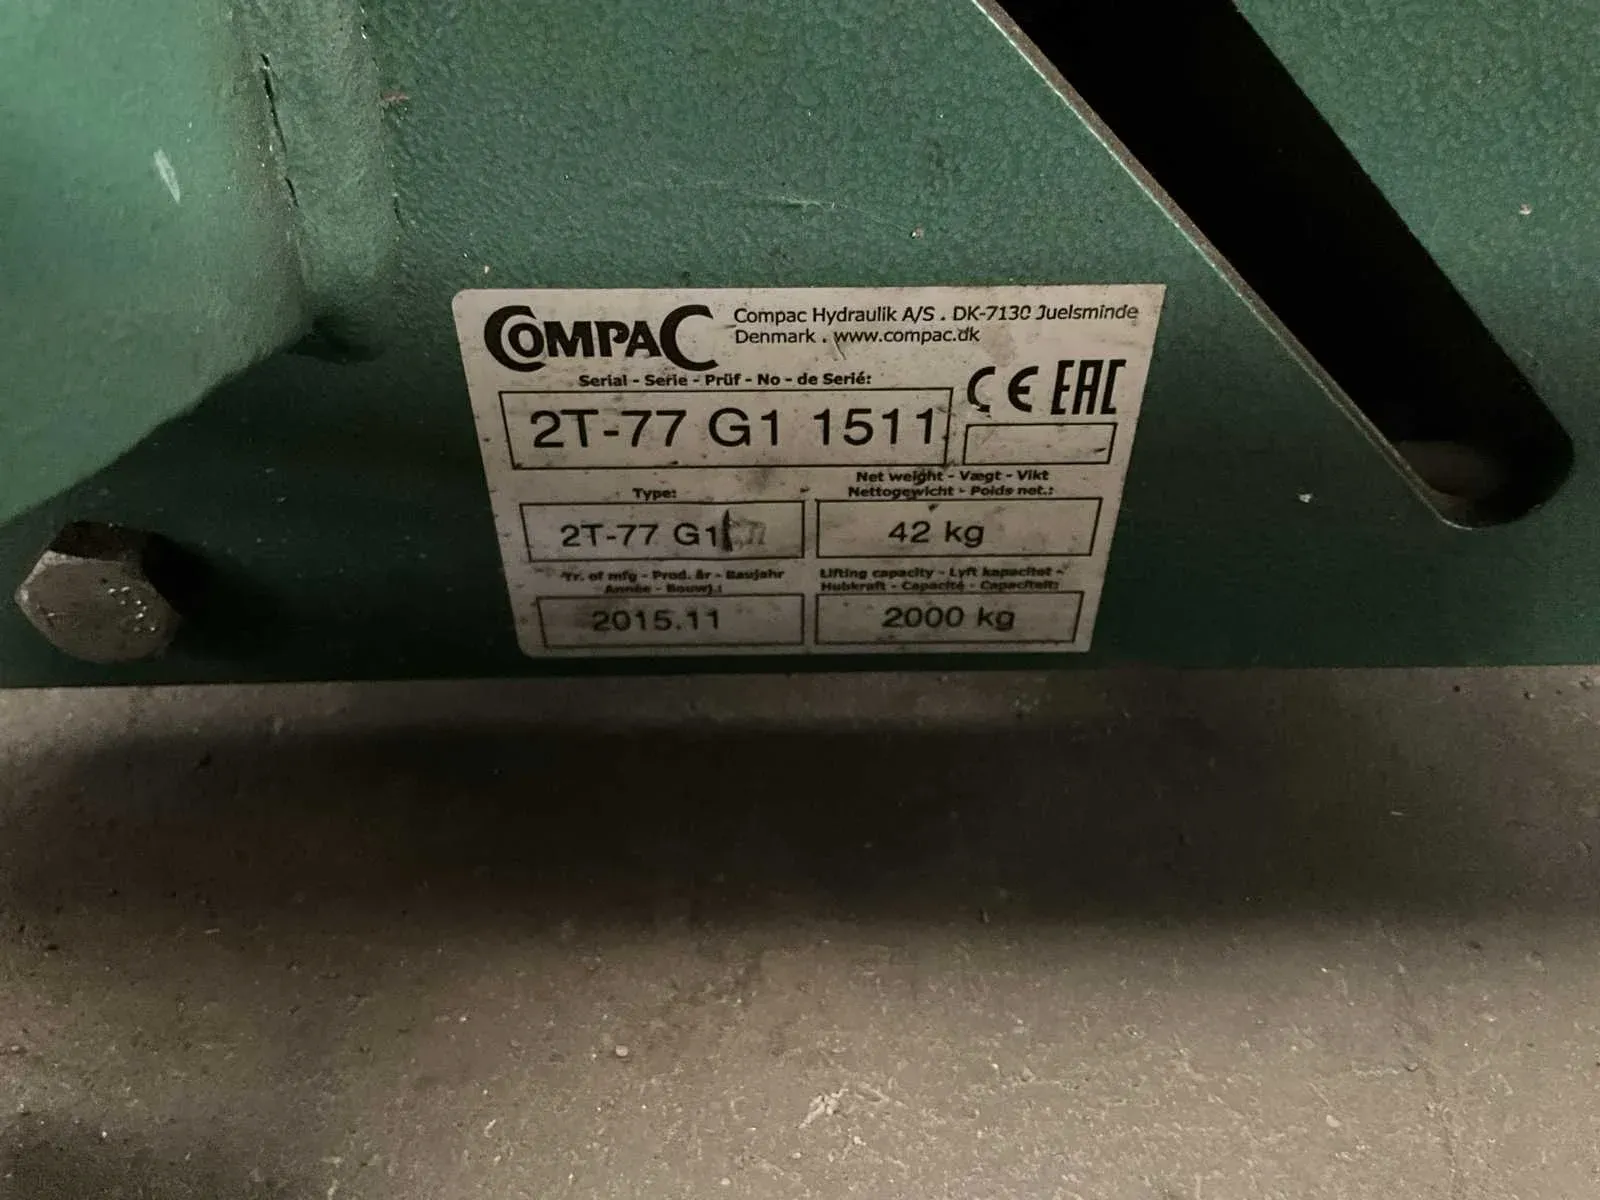 COMPAC
Compac Hydraulik A/S . DK-7130 Juelsminde
Denmark . www.compac.dk
Serial - Serie - Prüf - No - de Serié:
2T-77 G1 1511
CE EAC
Net weight - Vægt - Vikt
Nettogewicht - Poids net.:
Type:
2T-77 G1
42 kg
Yr. of mfg - Prod. år - Baujahr
Année - Bouwj.:
2015.11
Lifting capacity - Lyft kapacitet -
Hubkraft - Capacité - Capaciteit:
2000 kg